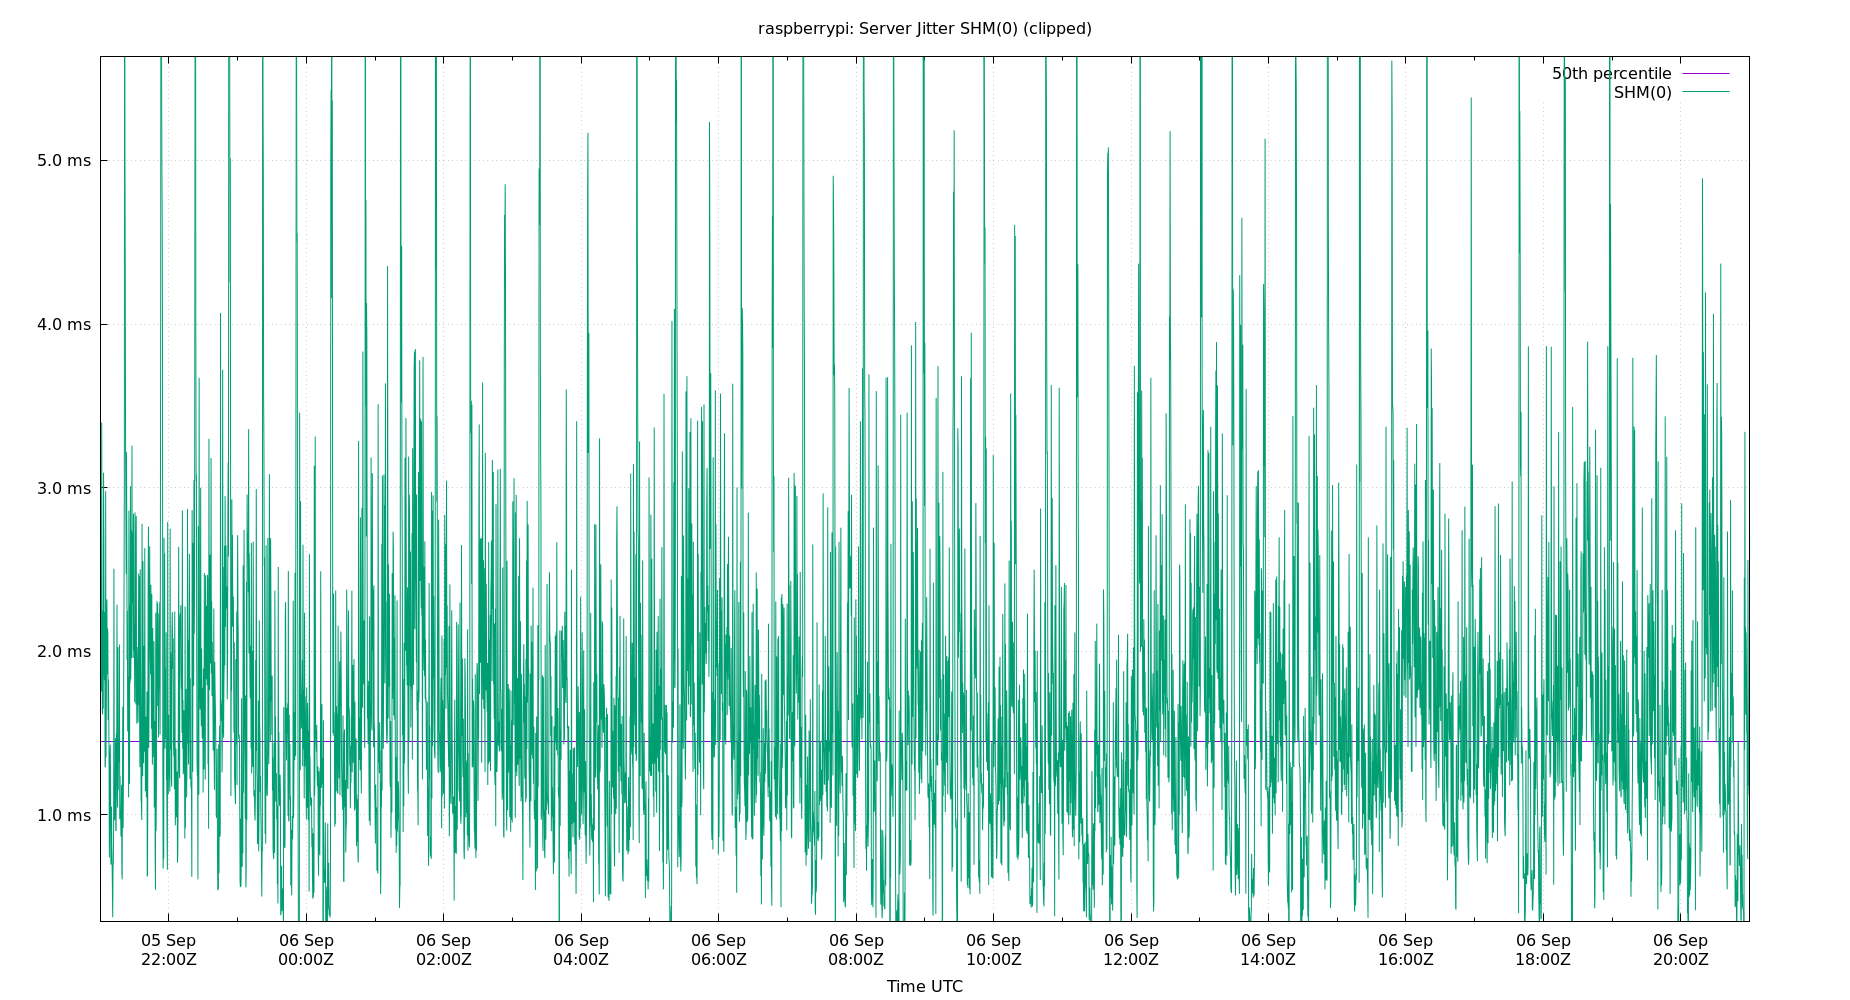 raspberrypi: Server Jitter SHM(0) (clipped)
50th percentile
SHM(0)
5.0 ms
4.0 ms
3.0 ms
2.0 ms
1.0 ms
05 Sep 06 Sep 06 Sep 06 Sep 06 Sep 06 Sep 06 Sep 06 Sep 06 Sep 06 Sep 06 Sep 06 Sep
22:00Z 00:00Z 02:00Z 04:00Z 06:00Z 08:00Z 10:00Z 12:00Z 14:00Z 16:00Z 18:00Z 20:00Z
Time UTC